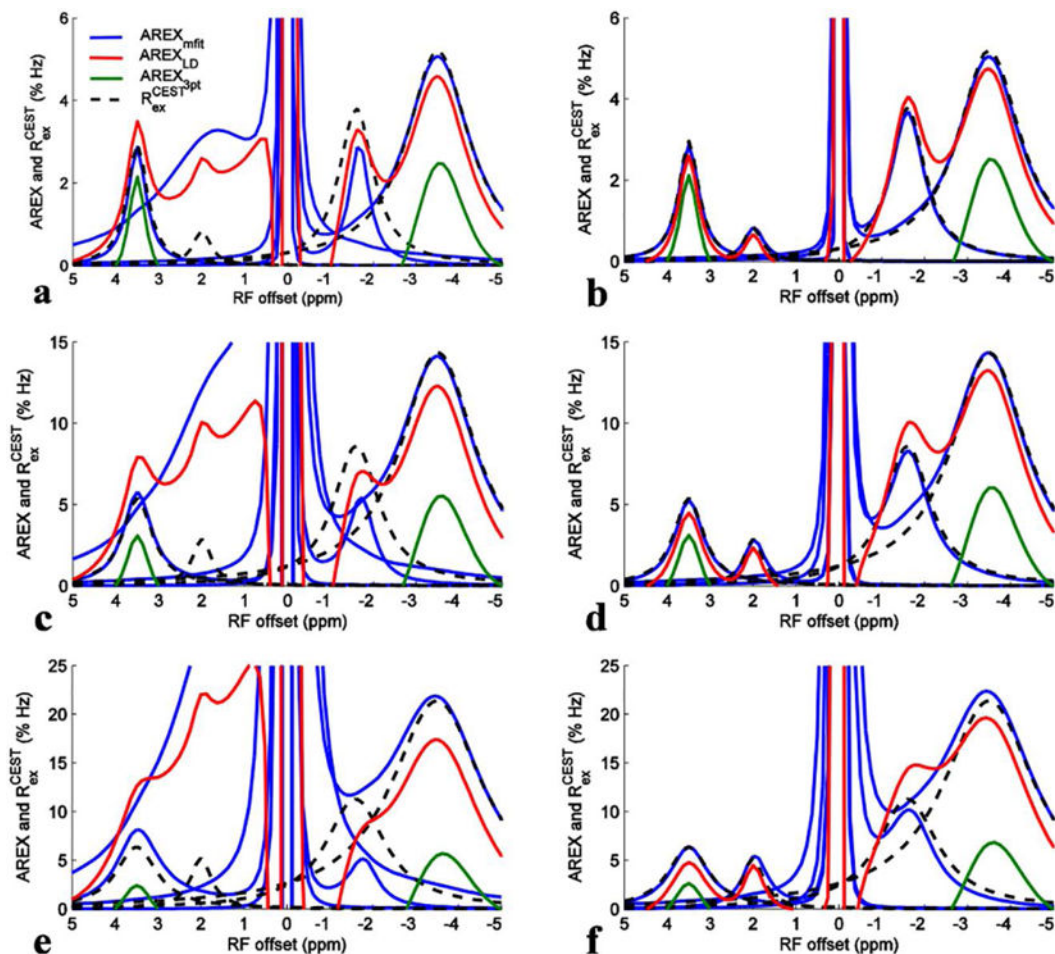 AREX_mfit
AREX_LD
AREX_3pt
R_ex^CEST
AREX and R_ex^CEST (% Hz)
6
4
2
0
5 4 3 2 1 0 -1 -2 -3 -4 -5
RF offset (ppm)
a
AREX and R_ex^CEST (% Hz)
6
4
2
0
5 4 3 2 1 0 -1 -2 -3 -4 -5
RF offset (ppm)
b
AREX and R_ex^CEST (% Hz)
15
10
5
0
5 4 3 2 1 0 -1 -2 -3 -4 -5
RF offset (ppm)
c
AREX and R_ex^CEST (% Hz)
15
10
5
0
5 4 3 2 1 0 -1 -2 -3 -4 -5
RF offset (ppm)
d
AREX and R_ex^CEST (% Hz)
25
20
15
10
5
0
5 4 3 2 1 0 -1 -2 -3 -4 -5
RF offset (ppm)
e
AREX and R_ex^CEST (% Hz)
25
20
15
10
5
0
5 4 3 2 1 0 -1 -2 -3 -4 -5
RF offset (ppm)
f